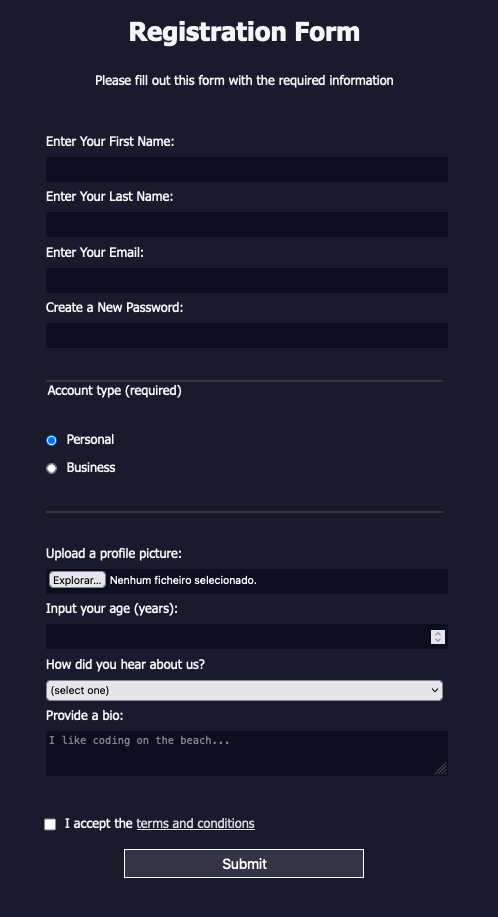 Registration Form
Please fill out this form with the required information
Enter Your First Name:
Enter Your Last Name:
Enter Your Email:
Create a New Password:
Account type (required)
Personal
Business
Upload a profile picture:
Explorar... Nenhum ficheiro selecionado.
Input your age (years):
How did you hear about us?
(select one)
Provide a bio:
I like coding on the beach...
I accept the terms and conditions
Submit